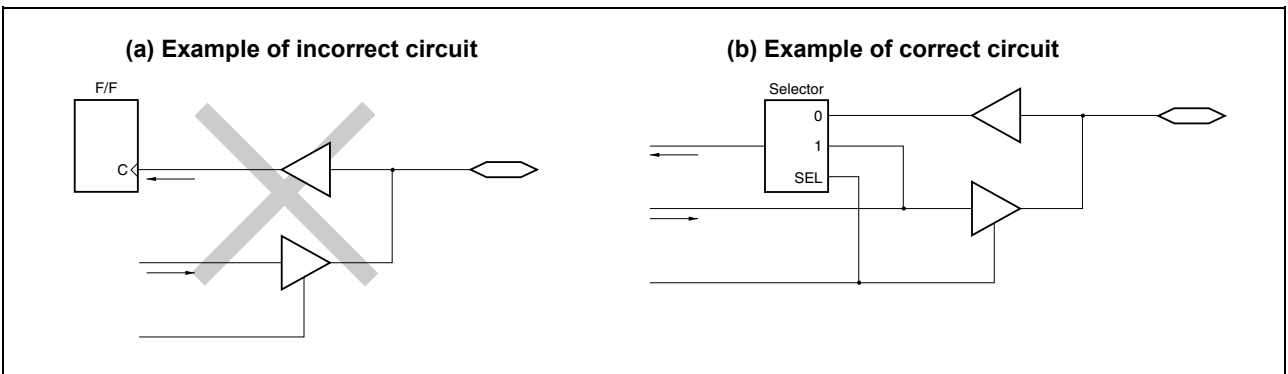 (a) Example of incorrect circuit
F/F
C
(b) Example of correct circuit
Selector
0
1
SEL